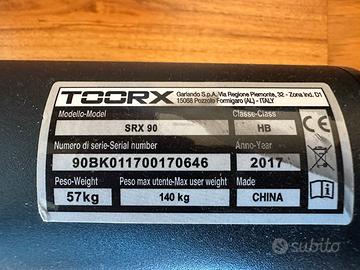 TOORX
Garlando S.p.A. Via Regione Piemonte, 32 - Zona Ind. D1
15068 Pozzolo Formigaro (AL) - ITALY
Modello-Model Classe-Class
SRX 90 HB
Numero di serie-Serial number Anno-Year
90BK011700170646 2017
Peso-Weight Peso max utente-Max user weight Made
57kg 140 kg CHINA
CE
subito